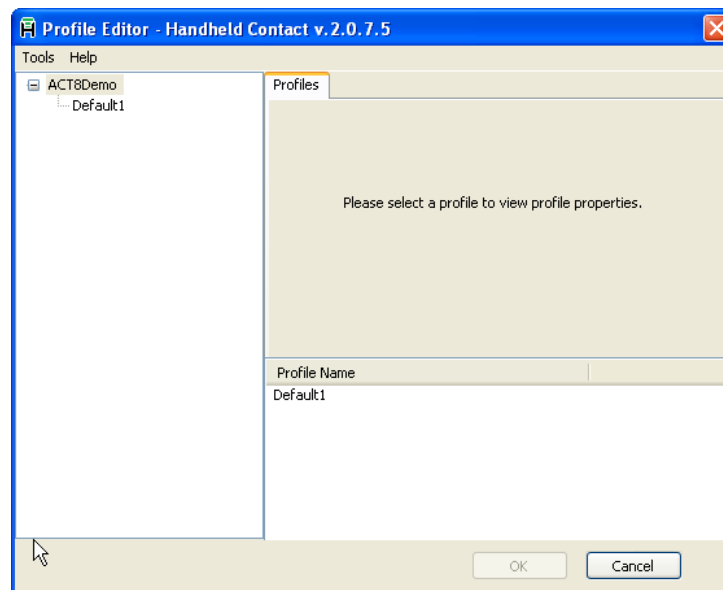 Profile Editor - Handheld Contact v.2.0.7.5
Tools Help
ACT8Demo
Default1
Profiles
Please select a profile to view profile properties.
Profile Name
Default1
OK
Cancel